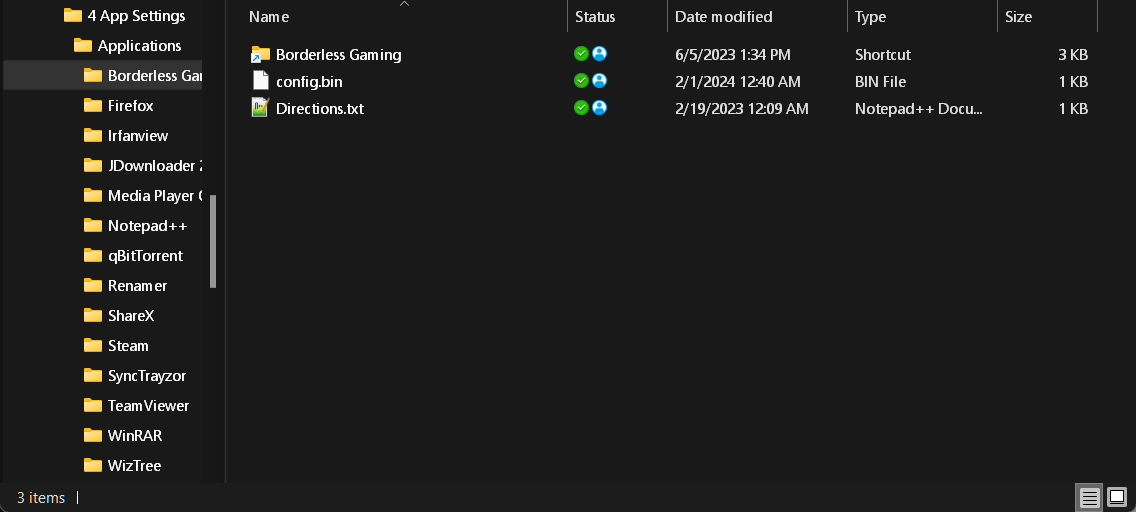 4 App Settings
Applications
Borderless Gar
Firefox
Irfanview
JDownloader 2
Media Player C
Notepad++
qBitTorrent
Renamer
ShareX
Steam
SyncTrayzor
TeamViewer
WinRAR
WizTree
Name Status Date modified Type Size
Borderless Gaming 6/5/2023 1:34 PM Shortcut 3 KB
config.bin 2/1/2024 12:40 AM BIN File 1 KB
Directions.txt 2/19/2023 12:09 AM Notepad++ Docu... 1 KB
3 items